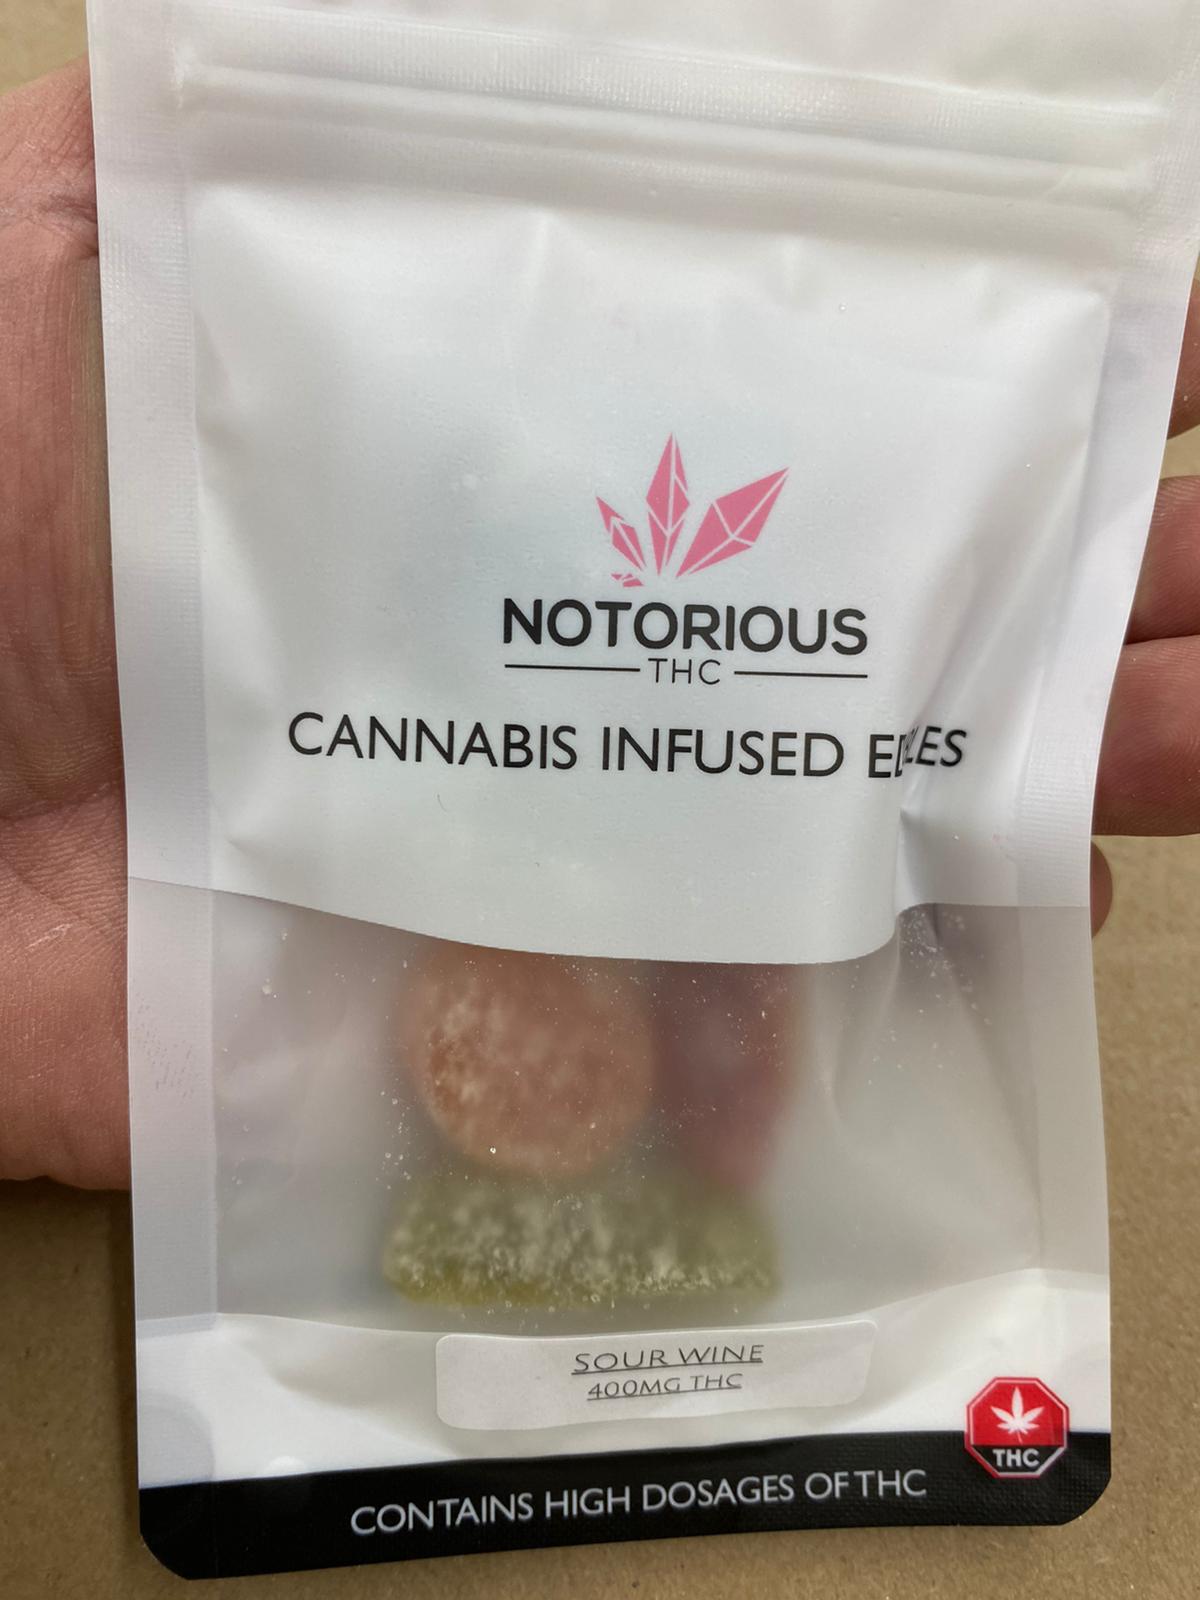 NOTORIOUS
THC
CANNABIS INFUSED
SOUR WINE
400MG THC
THC
CONTAINS HIGH DOSAGES OF THC